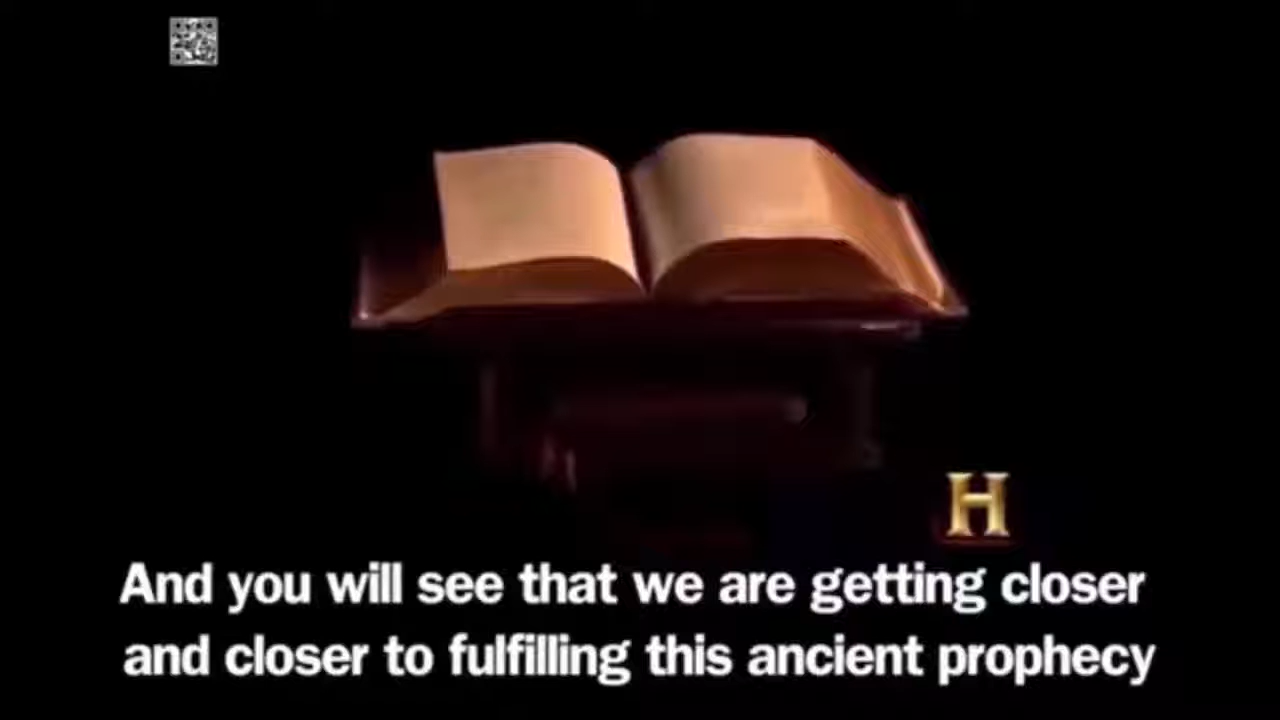 H
And you will see that we are getting closer
and closer to fulfilling this ancient prophecy